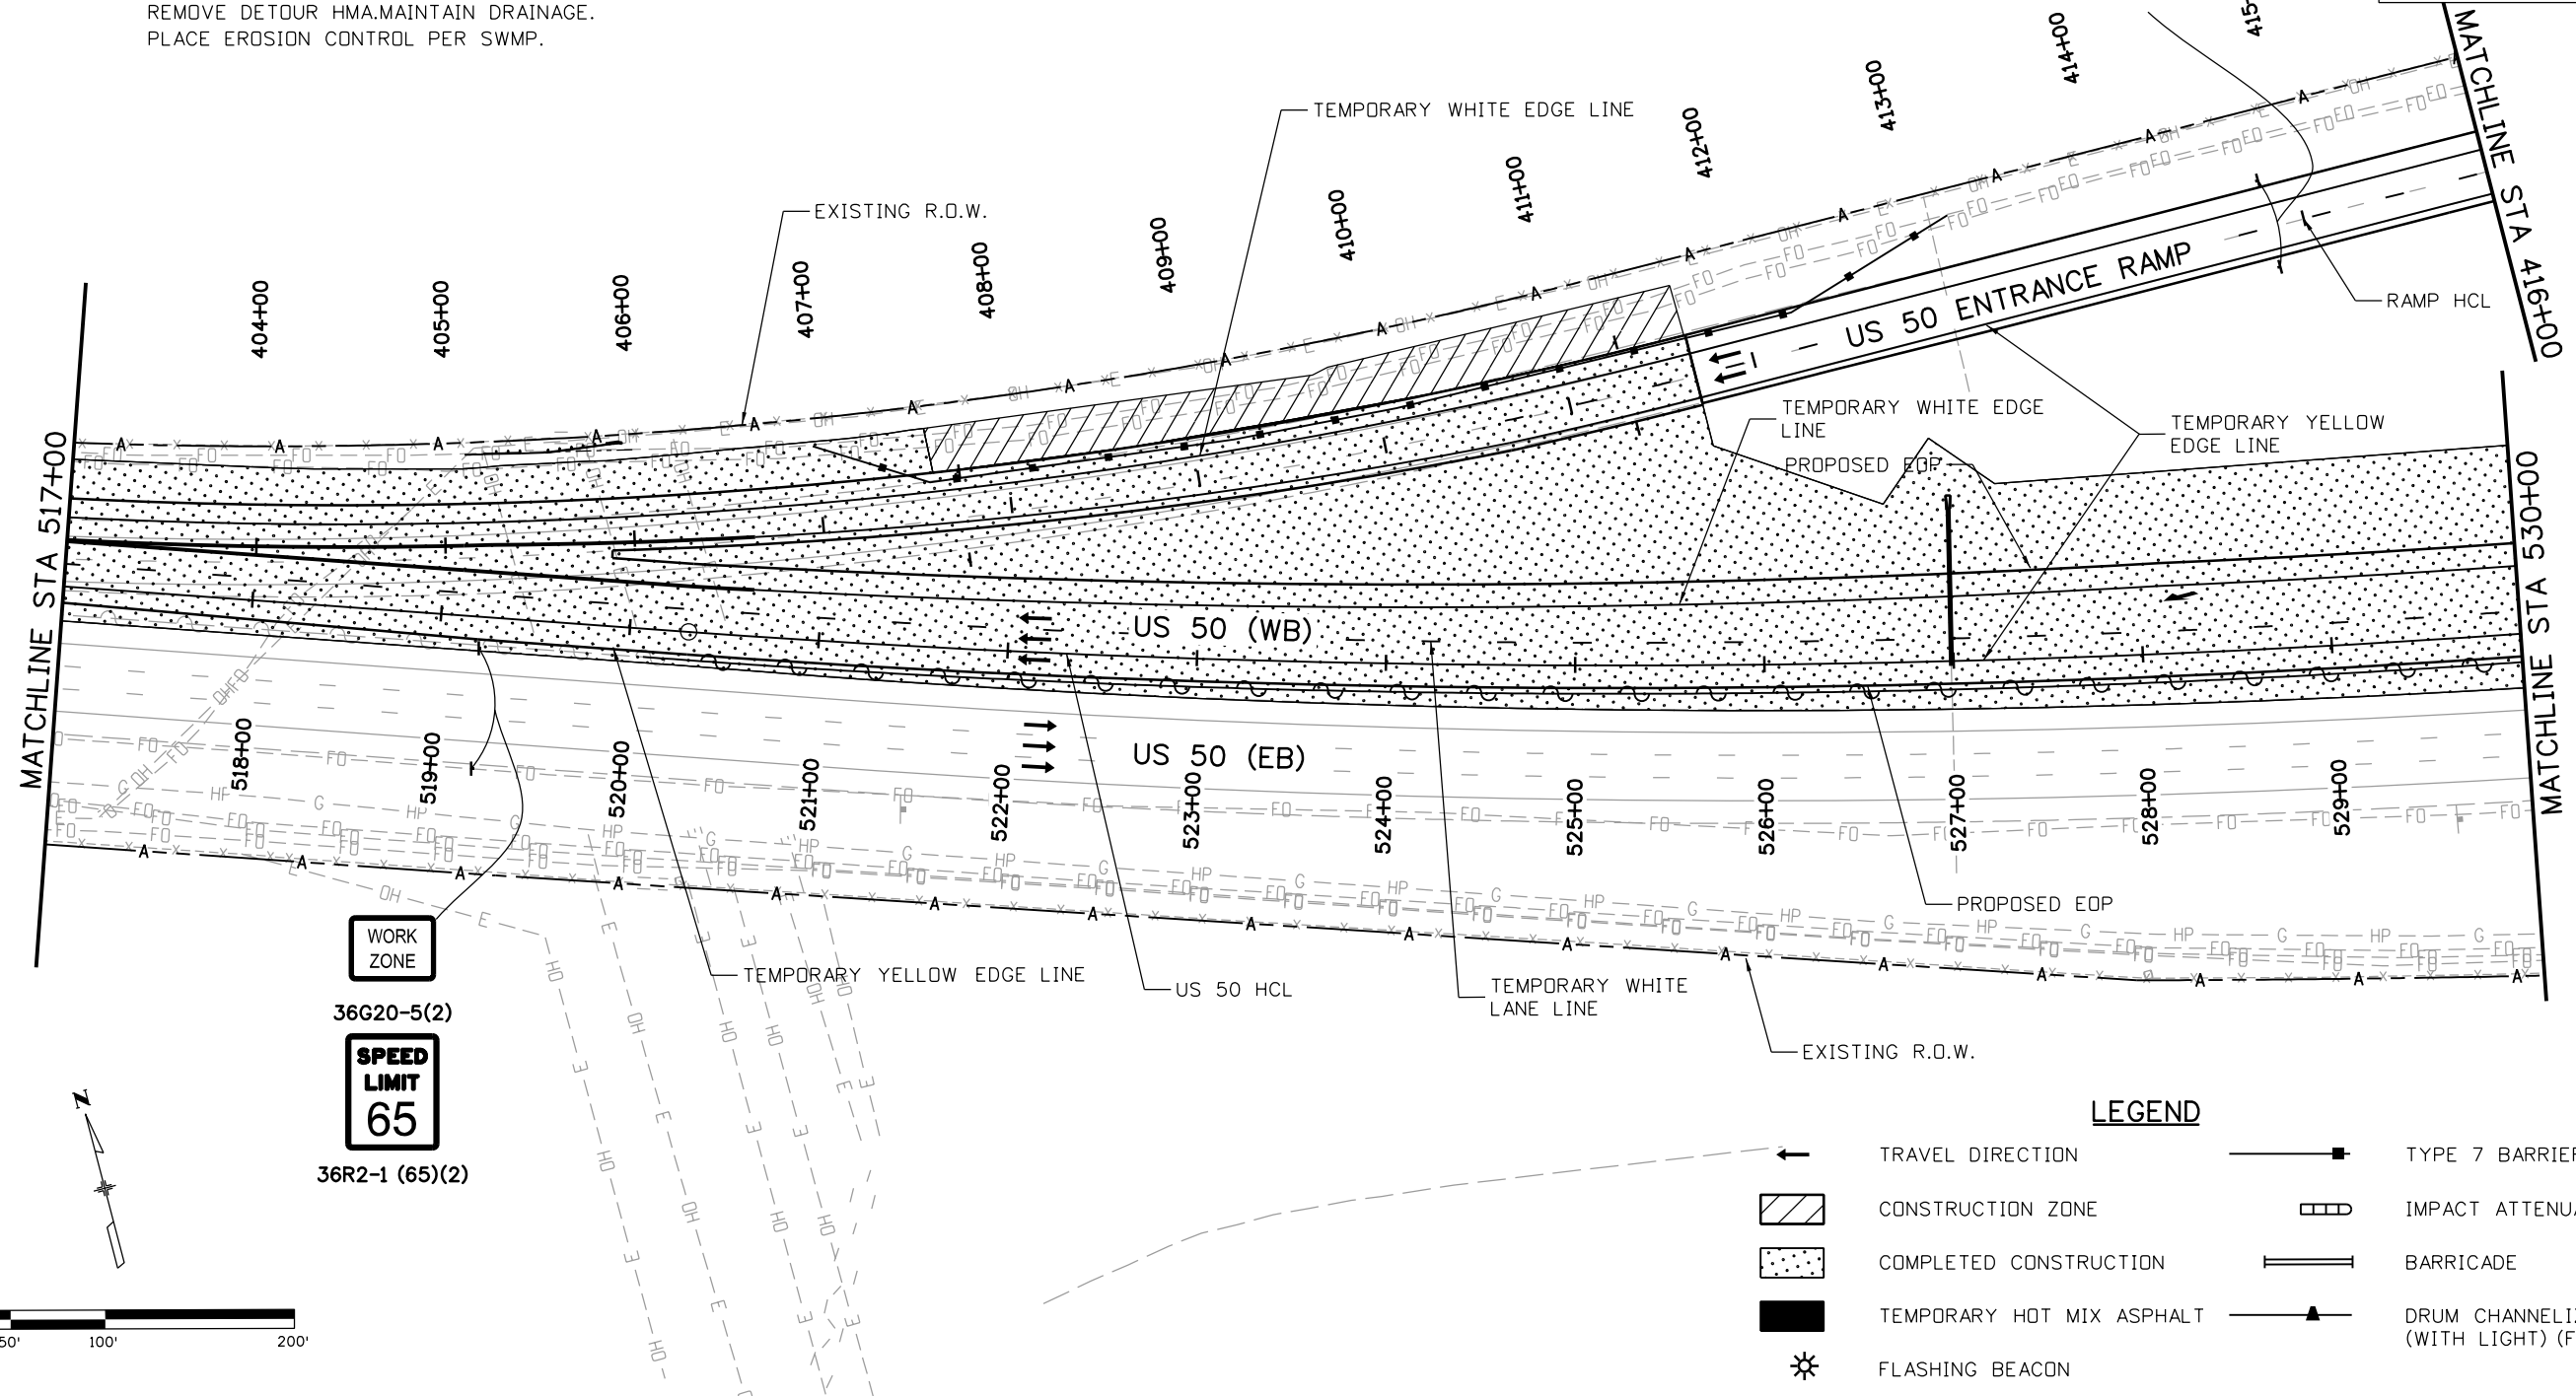 REMOVE DETOUR HMA.MAINTAIN DRAINAGE.
PLACE EROSION CONTROL PER SWMP.
TEMPORARY WHITE EDGE LINE
EXISTING R.O.W.
404+00
405+00
406+00
407+00
408+00
409+00
410+00
411+00
412+00
413+00
414+00
MATCHLINE STA 416+00
US 50 ENTRANCE RAMP
RAMP HCL
TEMPORARY WHITE EDGE
LINE
PROPOSED EOP
TEMPORARY YELLOW
EDGE LINE
MATCHLINE STA 517+00
MATCHLINE STA 530+00
US 50 (WB)
US 50 (EB)
518+00
519+00
520+00
521+00
522+00
523+00
524+00
525+00
526+00
527+00
528+00
529+00
PROPOSED EOP
WORK
ZONE
36G20-5(2)
TEMPORARY YELLOW EDGE LINE
US 50 HCL
TEMPORARY WHITE
LANE LINE
EXISTING R.O.W.
SPEED
LIMIT
65
36R2-1 (65)(2)
N
50'
100'
200'
LEGEND
TRAVEL DIRECTION
CONSTRUCTION ZONE
COMPLETED CONSTRUCTION
TEMPORARY HOT MIX ASPHALT
FLASHING BEACON
TYPE 7 BARRIER
IMPACT ATTENUA
BARRICADE
DRUM CHANNELI
(WITH LIGHT) (F